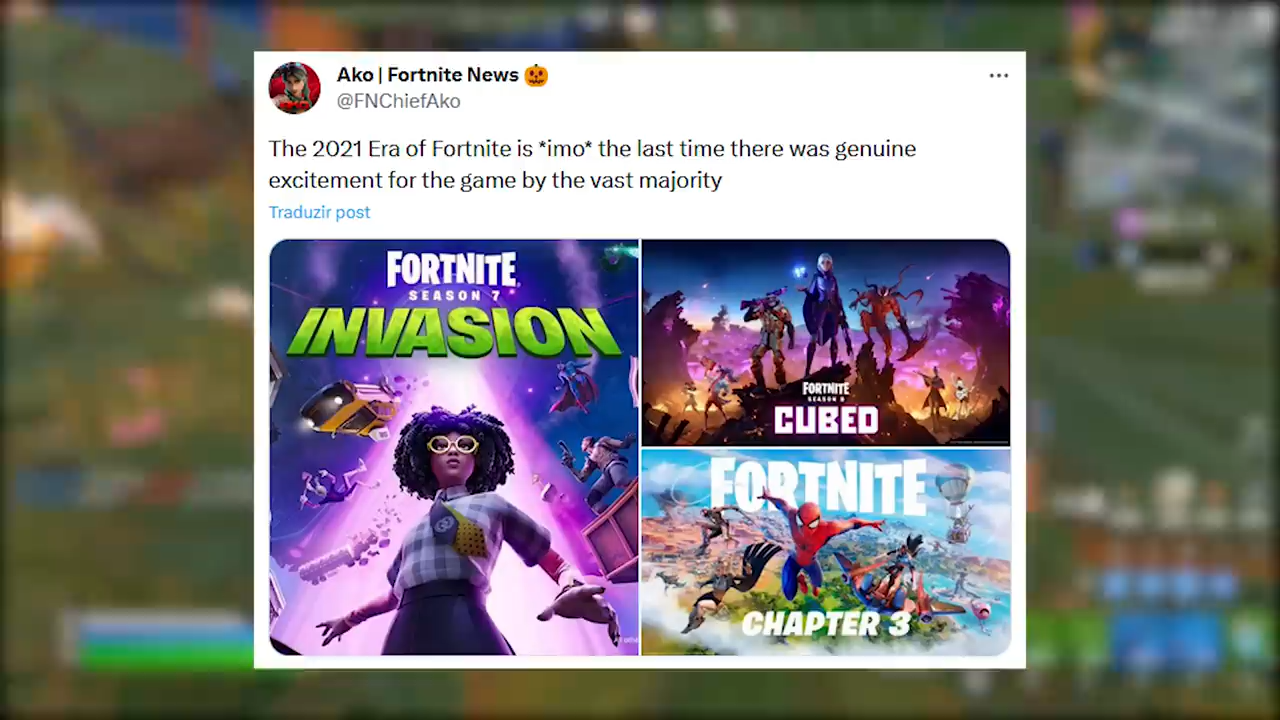 Ako | Fortnite News 🎃
@FNChiefAko
The 2021 Era of Fortnite is *imo* the last time there was genuine
excitement for the game by the vast majority
Traduzir post
FORTNITE
SEASON 7
INVASION
FORTNITE
SEASON 8
CUBED
FORTNITE
CHAPTER 3